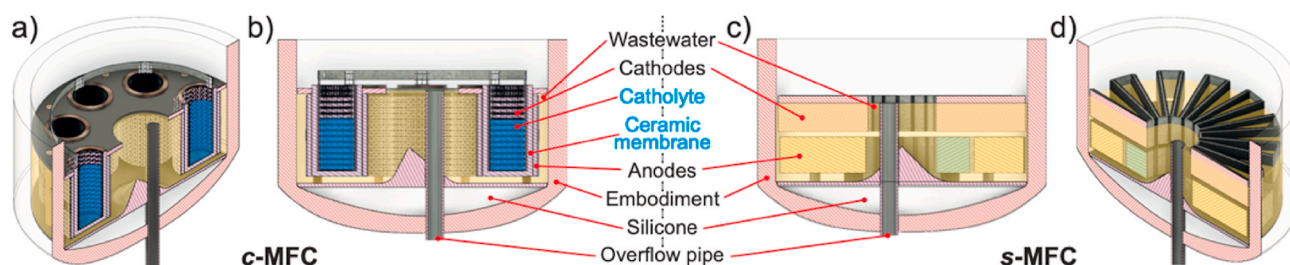 a)
b)
c)
d)
Wastewater
Cathodes
Catholyte
Ceramic
membrane
Anodes
Embodiment
Silicone
Overflow pipe
c-MFC
s-MFC